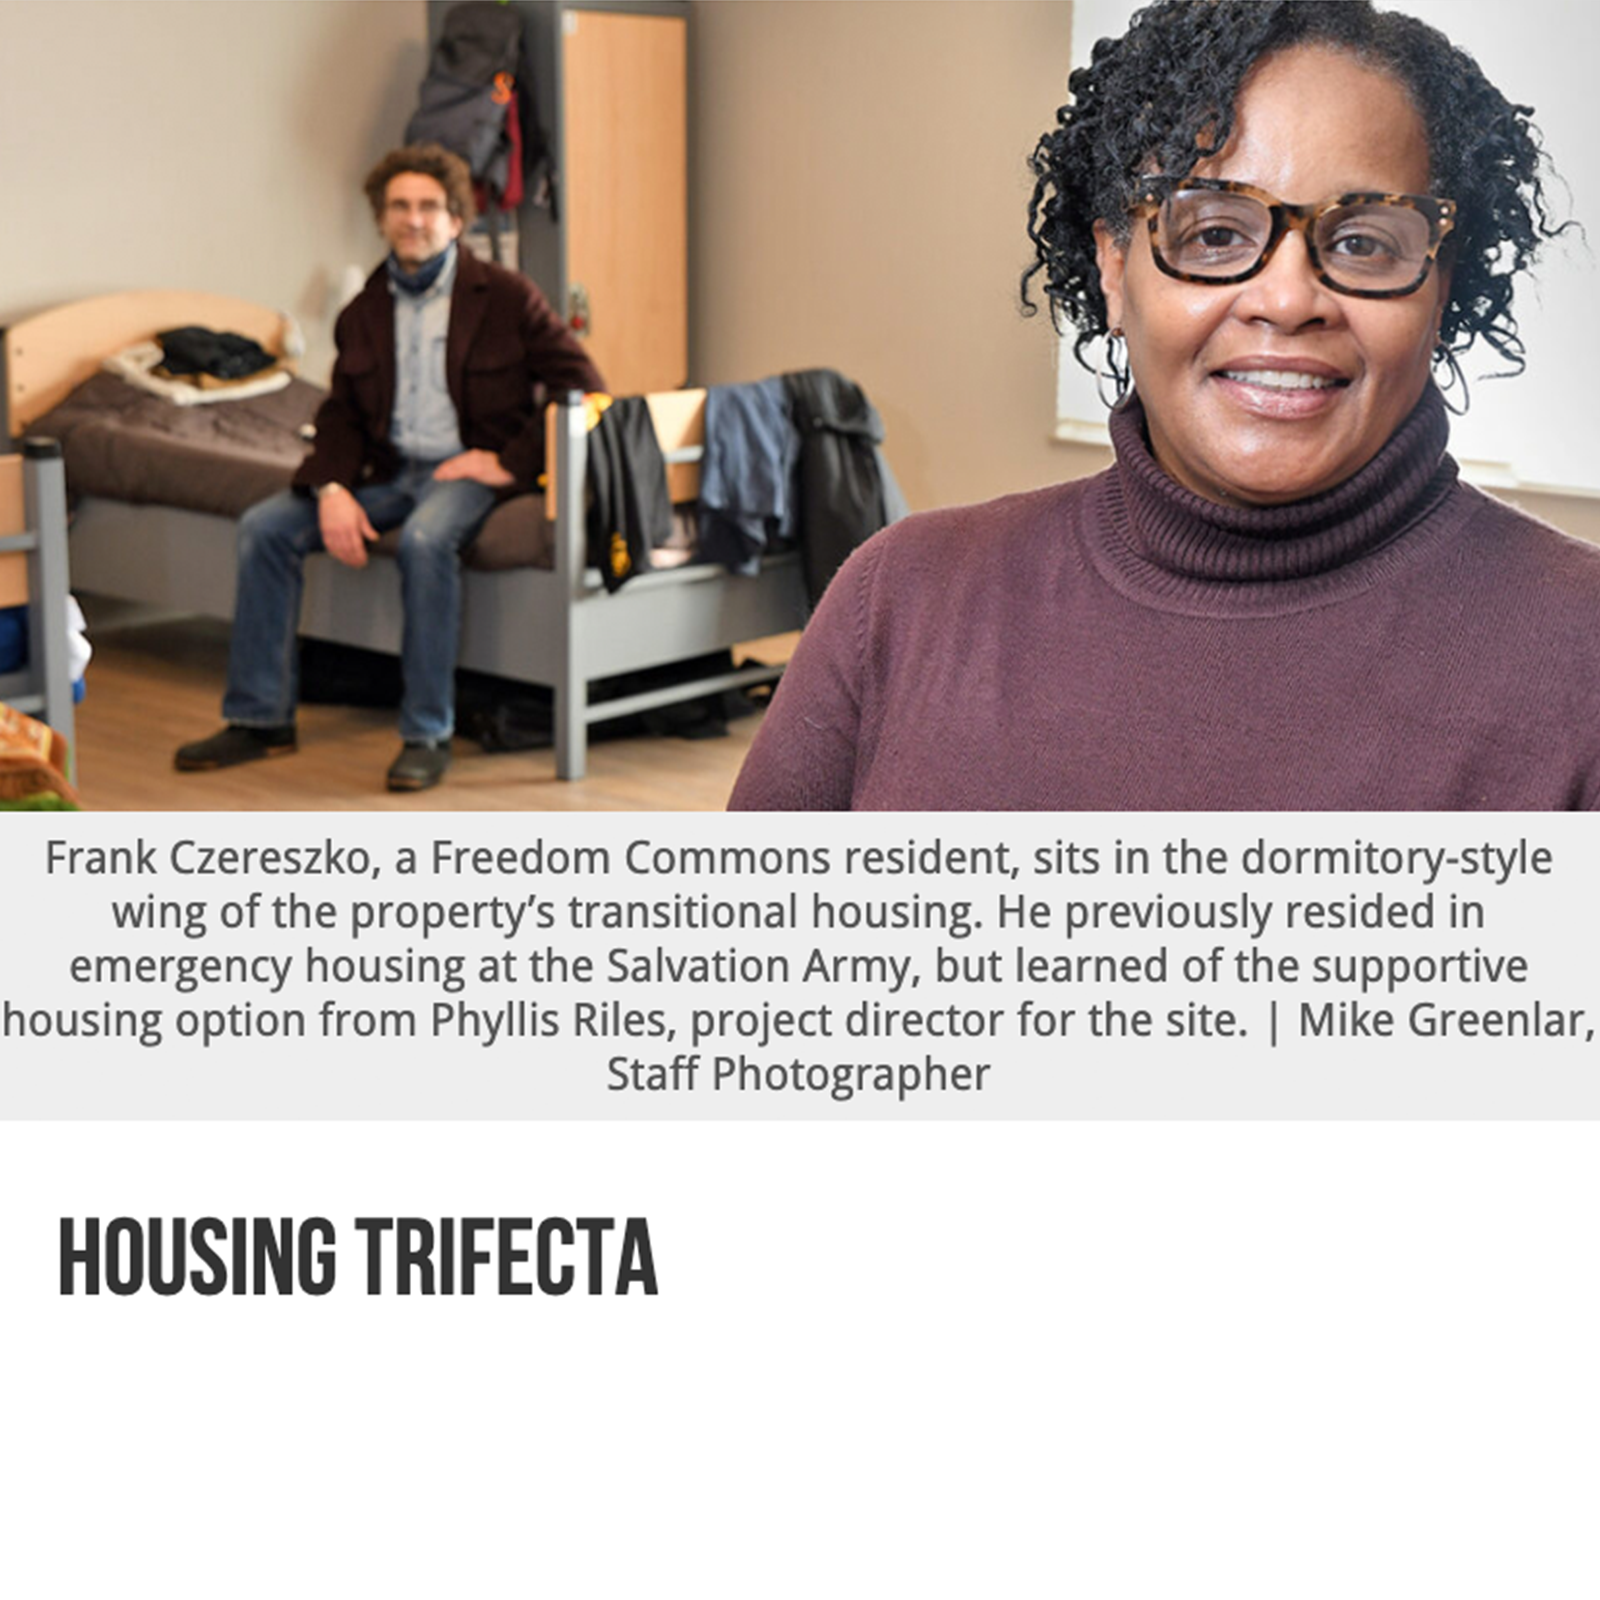 Frank Czereszko, a Freedom Commons resident, sits in the dormitory-style
wing of the property’s transitional housing. He previously resided in
emergency housing at the Salvation Army, but learned of the supportive
housing option from Phyllis Riles, project director for the site. | Mike Greenlar,
Staff Photographer
HOUSING TRIFECTA